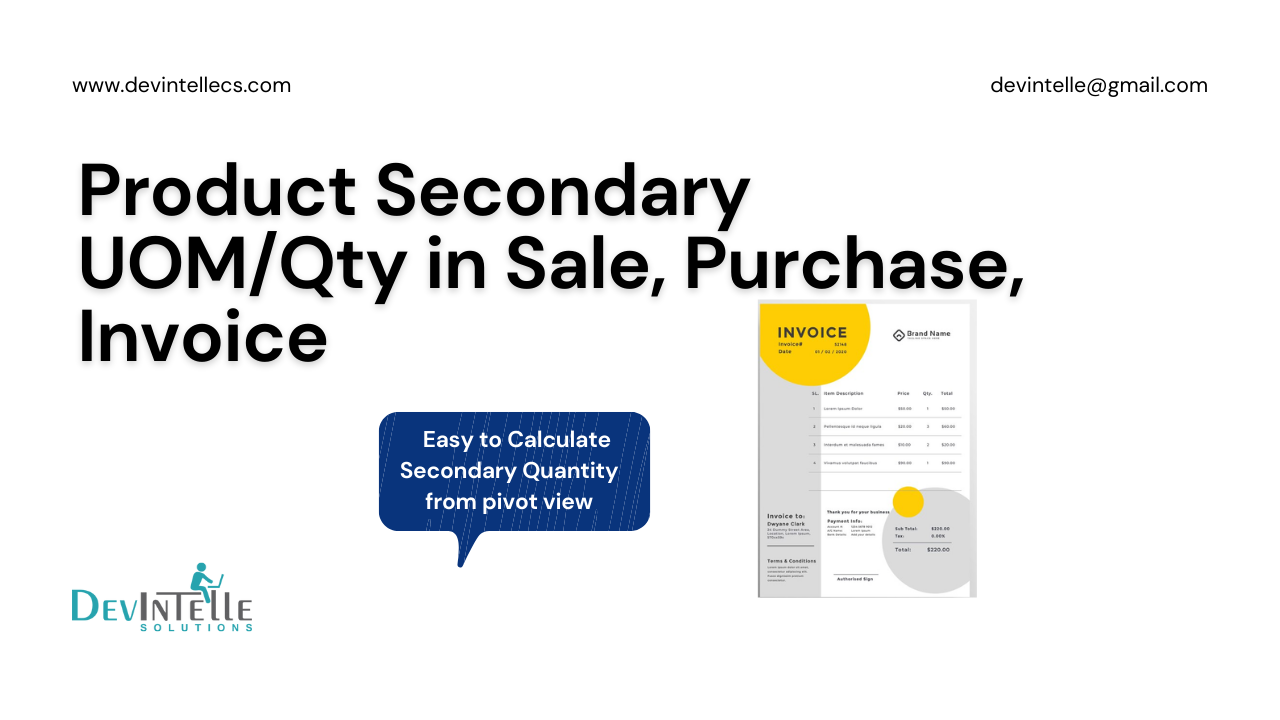 www.devintellecs.com
devintelle@gmail.com
Product Secondary
UOM/Qty in Sale, Purchase,
Invoice
Easy to Calculate
Secondary Quantity
from pivot view
INVOICE
Invoice#
Date 01 / 02 / 2020
Brand Name
SL. Item Description Price Qty. Total
1 Lorem Ipsum Dolor $50.00 1 $50.00
2 Pellentesque id neque ligula $20.00 3 $60.00
3 Interdum et malesuada fames $10.00 2 $20.00
4 Vivamus volutpat faucibus $90.00 1 $90.00
Invoice to:
Dwyane Clark
Thank you for your business
Payment Info:
Sub Total: $220.00
Tax: 0.00%
Total: $220.00
Terms & Conditions
Authorised Sign
DEVINTELLE
SOLUTIONS